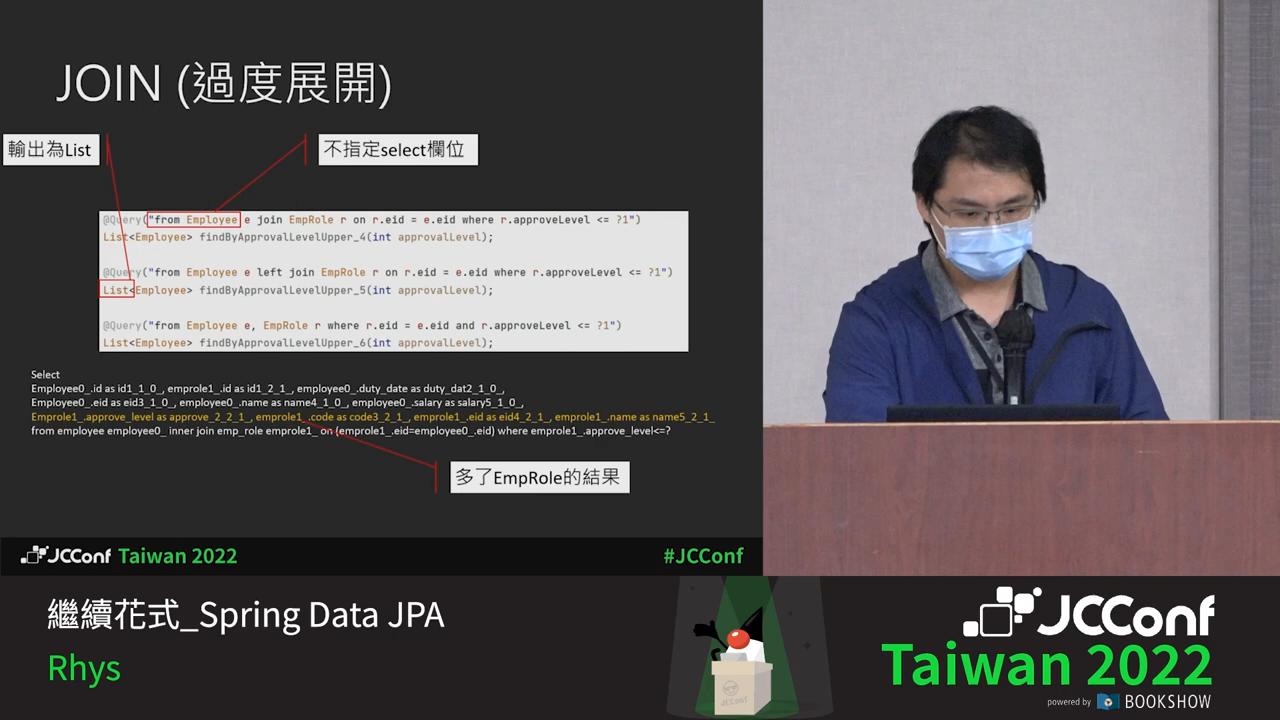 JOIN (過度展開)
輸出為List
不指定select欄位
@Query("from Employee e join EmpRole r on r.eid = e.eid where r.approveLevel <= ?1")
List<Employee> findByApprovalLevelUpper_4(int approvalLevel);
@Query("from Employee e left join EmpRole r on r.eid = e.eid where r.approveLevel <= ?1")
List<Employee> findByApprovalLevelUpper_5(int approvalLevel);
@Query("from Employee e, EmpRole r where r.eid = e.eid and r.approveLevel <= ?1")
List<Employee> findByApprovalLevelUpper_6(int approvalLevel);
Select
Employee0_.id as id1_1_0_, emprole1_.id as id1_2_1_, employee0_.duty_date as duty_dat2_1_0_,
Employee0_.eid as eid3_1_0_, employee0_.name as name4_1_0_, employee0_.salary as salary5_1_0_,
Emprole1_.approve_level as approve_2_2_1_, emprole1_.code as code3_2_1_, emprole1_.eid as eid4_2_1_, emprole1_.name as name5_2_1_
from employee employee0_ inner join emp_role emprole1_ on (emprole1_.eid=employee0_.eid) where emprole1_.approve_level<=?
多了EmpRole的結果
JCConf Taiwan 2022
#JCConf
繼續花式_Spring Data JPA
Rhys
JCConf
JCConf
Taiwan 2022
powered by BOOKSHOW